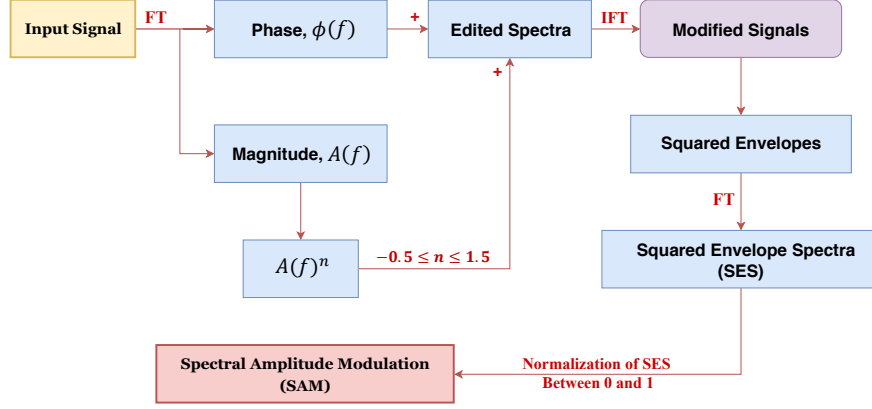 Input Signal
FT
Phase, ϕ(f)
+
Edited Spectra
IFT
Modified Signals
+
Magnitude, A(f)
Squared Envelopes
FT
A(f)ⁿ
−0.5 ≤ n ≤ 1.5
Squared Envelope Spectra
(SES)
Spectral Amplitude Modulation
(SAM)
Normalization of SES
Between 0 and 1